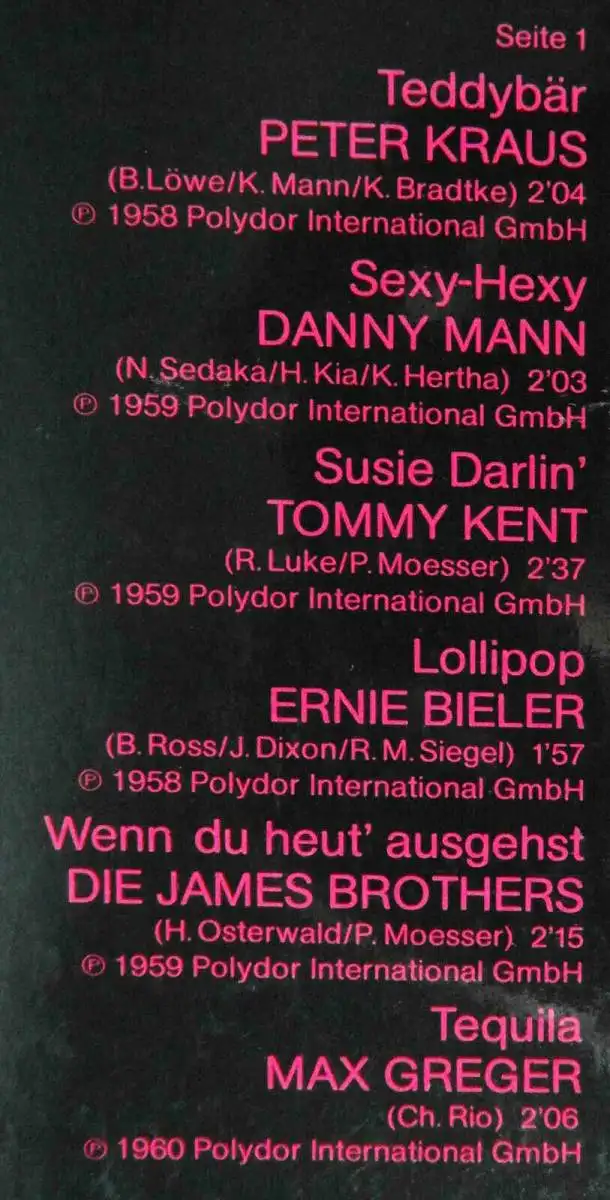 Seite 1
Teddybär
PETER KRAUS
(B.Löwe/K. Mann/K. Bradtke) 2'04
℗ 1958 Polydor International GmbH
Sexy-Hexy
DANNY MANN
(N. Sedaka/H. Kia/K. Hertha) 2'03
℗ 1959 Polydor International GmbH
Susie Darlin'
TOMMY KENT
(R. Luke/P. Moesser) 2'37
℗ 1959 Polydor International GmbH
Lollipop
ERNIE BIELER
(B. Ross/J. Dixon/R. M. Siegel) 1'57
℗ 1958 Polydor International GmbH
Wenn du heut' ausgehst
DIE JAMES BROTHERS
(H. Osterwald/P. Moesser) 2'15
℗ 1959 Polydor International GmbH
Tequila
MAX GREGER
(Ch. Rio) 2'06
℗ 1960 Polydor International GmbH